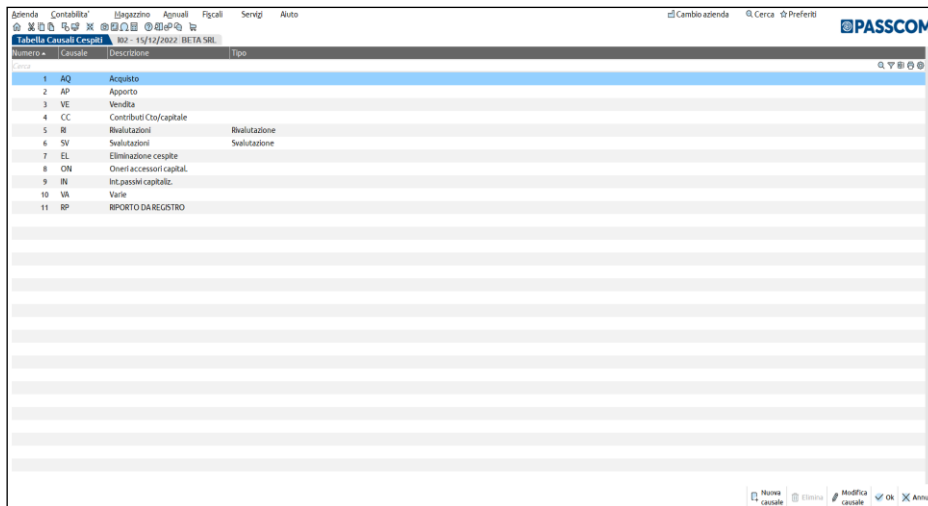 Azienda Contabilita' Magazzino Annuali Fiscali Servizi Aiuto Cambio azienda Cerca Preferiti
PASSCOM
Tabella Causali Cespiti I02 - 15/12/2022 BETA SRL
Numero Causale Descrizione Tipo
Cerca
1 AQ Acquisto
2 AP Apporto
3 VE Vendita
4 CC Contributi Cto/capitale
5 RI Rivalutazioni Rivalutazione
6 SV Svalutazioni Svalutazione
7 EL Eliminazione cespite
8 ON Oneri accessori capital.
9 IN Int.passivi capitaliz.
10 VA Varie
11 RP RIPORTO DA REGISTRO
Nuova causale Elimina Modifica causale Ok Annu